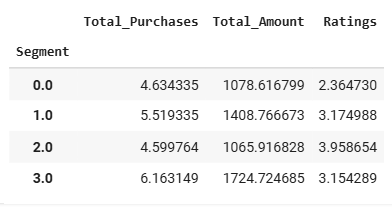 Total_Purchases Total_Amount Ratings
Segment
0.0 4.634335 1078.616799 2.364730
1.0 5.519335 1408.766673 3.174988
2.0 4.599764 1065.916828 3.958654
3.0 6.163149 1724.724685 3.154289